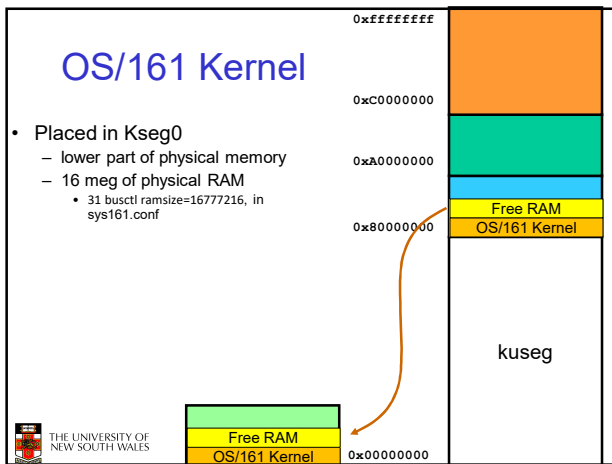 OS/161 Kernel
• Placed in Kseg0
– lower part of physical memory
– 16 meg of physical RAM
• 31 busctl ramsize=16777216, in
sys161.conf
0xffffffff
0xC0000000
0xA0000000
0x80000000
Free RAM
OS/161 Kernel
kuseg
THE UNIVERSITY OF
NEW SOUTH WALES
Free RAM
OS/161 Kernel
0x00000000